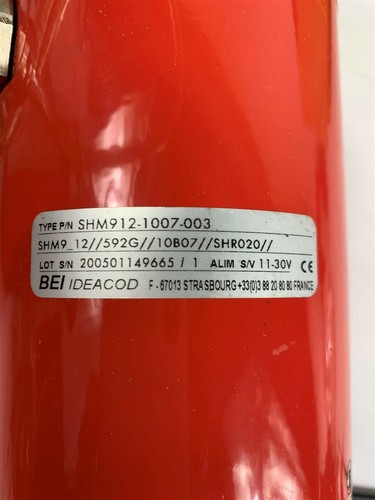 TYPE P/N SHM912-1007-003
SHM9_12//592G//10B07//SHR020//
LOT S/N 200501149665 / 1 ALIM S/V 11-30V CE
BEI IDEACOD F - 67013 STRASBOURG +33(0)3 88 20 80 80 FRANCE